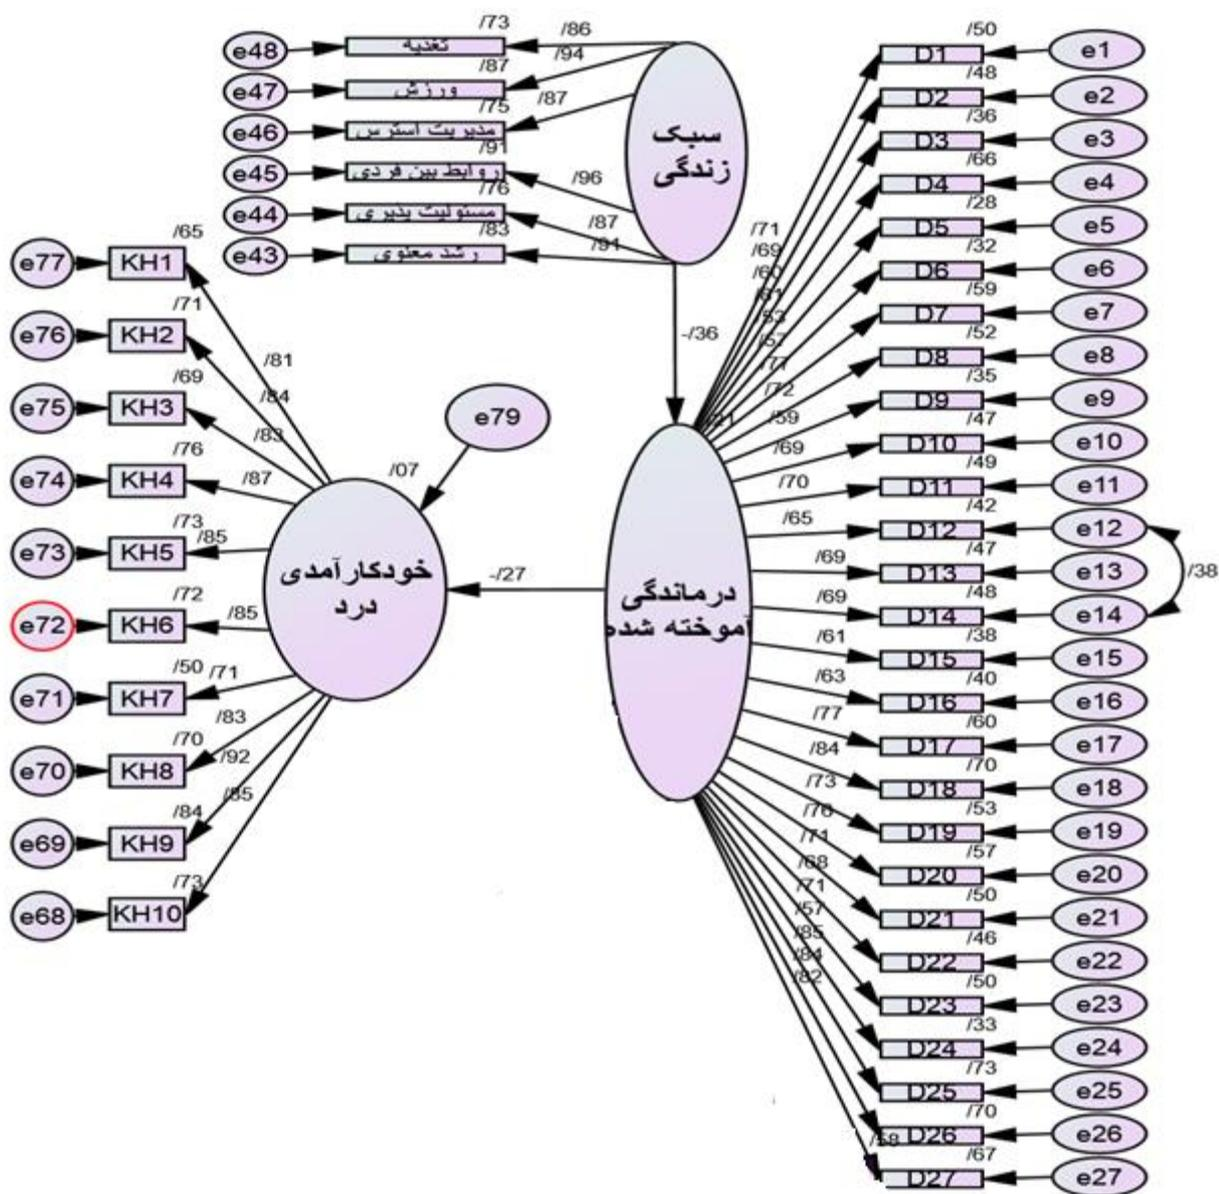 /73
/86
e48
تغذیه
/94
/87
e47
ورزش
/87
/75
e46
مدیریت استرس
/91
e45
روابط بین فردی
/96
/76
e44
مسئولیت پذیری
/87
/83
e43
رشد معنوی
/91
سبک
زندگی
-/36
/65
e77
KH1
/81
/71
e76
KH2
/84
/69
e75
KH3
/83
/76
e74
KH4
/87
/73
e73
KH5
/85
/72
e72
KH6
/85
/50
e71
KH7
/71
/70
e70
KH8
/83
/84
e69
KH9
/92
/73
e68
KH10
/85
e79
/07
خودکارآمدی
درد
-/27
درماندگی
آموخته شده
/21
/71
/50
D1
e1
/69
/48
D2
e2
/60
/36
D3
e3
/66
D4
e4
/53
/28
D5
e5
/57
/32
D6
e6
/77
/59
D7
e7
/72
/52
D8
e8
/59
/35
D9
e9
/69
/47
D10
e10
/70
/49
D11
e11
/65
/42
D12
e12
/69
/47
D13
e13
/38
/69
/48
D14
e14
/61
/38
D15
e15
/63
/40
D16
e16
/77
/60
D17
e17
/84
/70
D18
e18
/73
/53
D19
e19
/76
/57
D20
e20
/71
/50
D21
e21
/68
/46
D22
e22
/71
/50
D23
e23
/57
/33
D24
e24
/85
/73
D25
e25
/84
/70
D26
e26
/82
/67
D27
e27